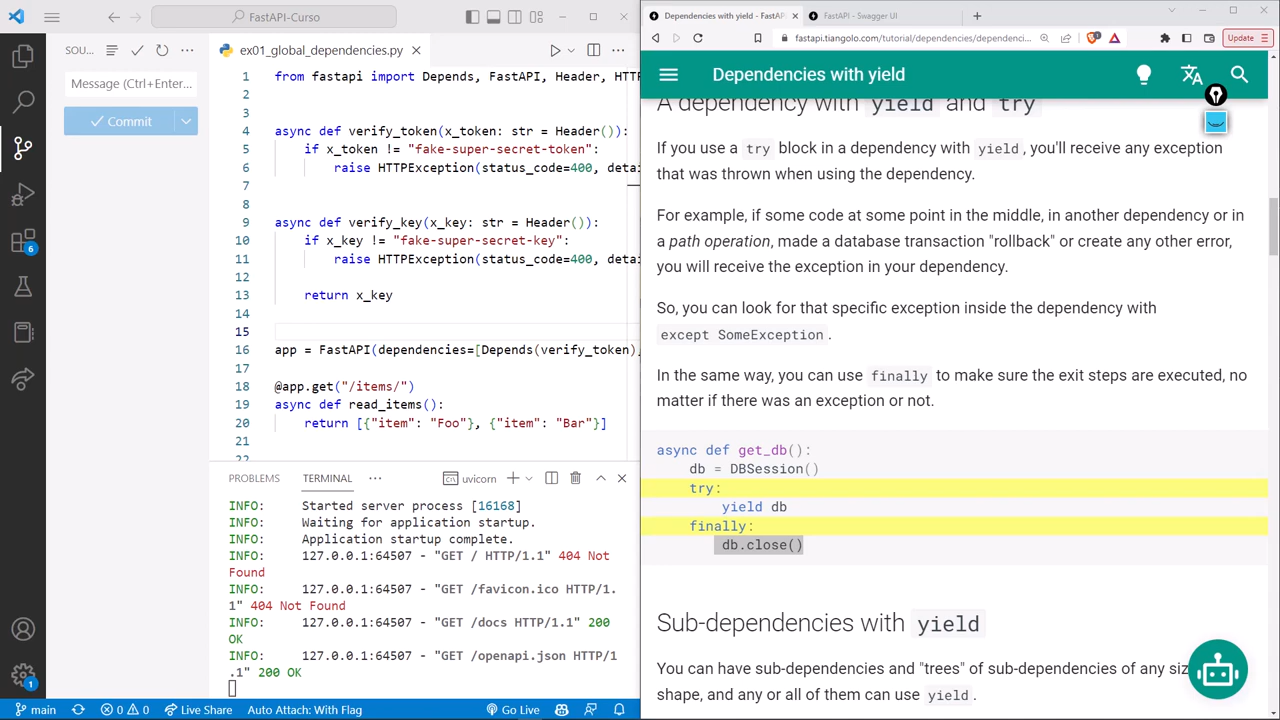 FastAPI-Curso
SOU...
Message (Ctrl+Enter...
Commit
6
1
ex01_global_dependencies.py
1 from fastapi import Depends, FastAPI, Header, HTT
2
3
4 async def verify_token(x_token: str = Header()):
5 if x_token != "fake-super-secret-token":
6 raise HTTPException(status_code=400, detai
7
8
9 async def verify_key(x_key: str = Header()):
10 if x_key != "fake-super-secret-key":
11 raise HTTPException(status_code=400, detai
12
13 return x_key
14
15
16 app = FastAPI(dependencies=[Depends(verify_token),
17
18 @app.get("/items/")
19 async def read_items():
20 return [{"item": "Foo"}, {"item": "Bar"}]
21
22
PROBLEMS TERMINAL ... uvicorn
INFO: Started server process [16168]
INFO: Waiting for application startup.
INFO: Application startup complete.
INFO: 127.0.0.1:64507 - "GET / HTTP/1.1" 404 Not
Found
INFO: 127.0.0.1:64507 - "GET /favicon.ico HTTP/1.
1" 404 Not Found
INFO: 127.0.0.1:64507 - "GET /docs HTTP/1.1" 200
OK
INFO: 127.0.0.1:64507 - "GET /openapi.json HTTP/1
.1" 200 OK
main 0 0 Live Share Auto Attach: With Flag Go Live
Dependencies with yield - FastAPI FastAPI - Swagger UI
fastapi.tiangolo.com/tutorial/dependencies/dependenci... Update
Dependencies with yield
A dependency with yield and try
If you use a try block in a dependency with yield, you'll receive any exception
that was thrown when using the dependency.
For example, if some code at some point in the middle, in another dependency or in
a path operation, made a database transaction "rollback" or create any other error,
you will receive the exception in your dependency.
So, you can look for that specific exception inside the dependency with
except SomeException.
In the same way, you can use finally to make sure the exit steps are executed, no
matter if there was an exception or not.
async def get_db():
db = DBSession()
try:
yield db
finally:
db.close()
Sub-dependencies with yield
You can have sub-dependencies and "trees" of sub-dependencies of any siz
shape, and any or all of them can use yield.